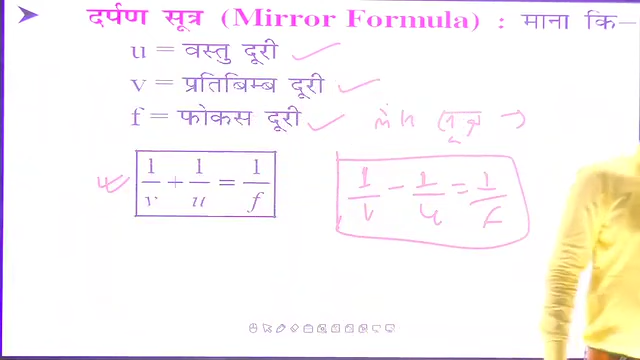 ➤ दर्पण सूत्र (Mirror Formula) : माना कि–
u = वस्तु दूरी
v = प्रतिबिम्ब दूरी
f = फोकस दूरी
1/v + 1/u = 1/f
1/v - 1/u = 1/f